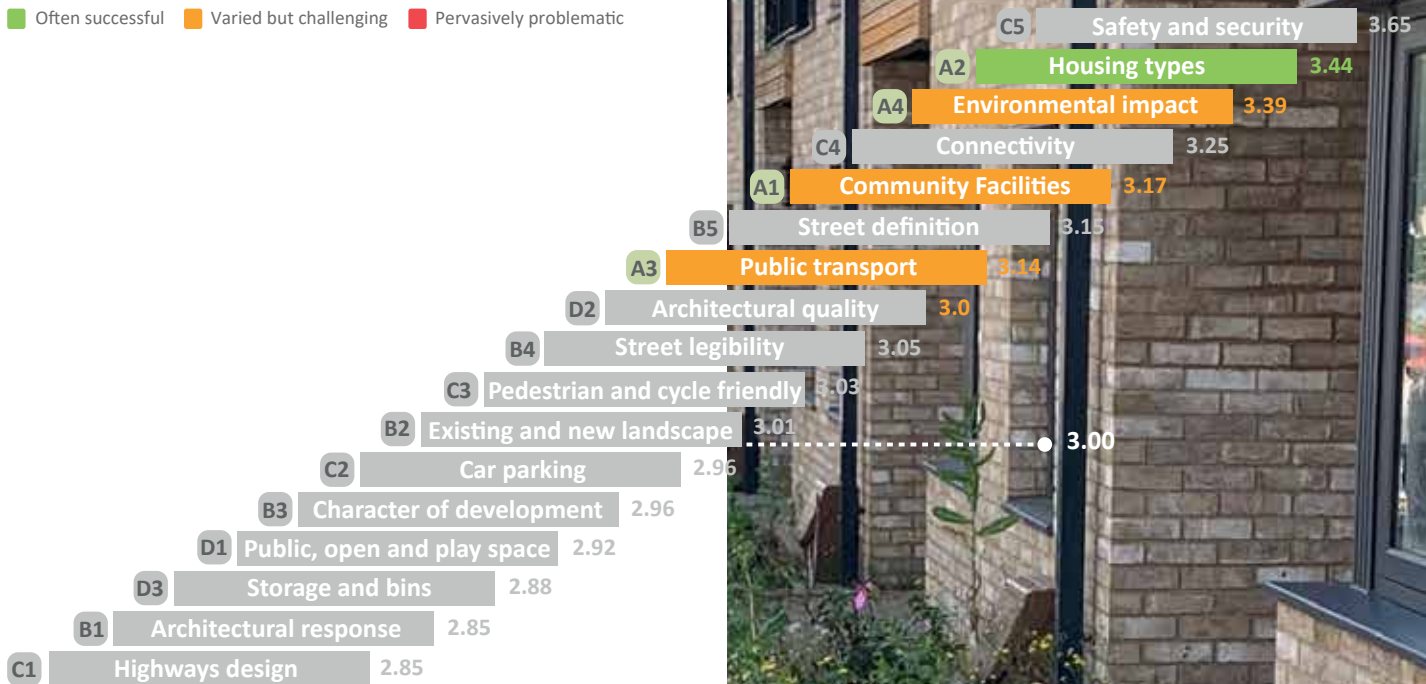 Often successful Varied but challenging Pervasively problematic
C5 Safety and security 3.65
A2 Housing types 3.44
A4 Environmental impact 3.39
C4 Connectivity 3.25
A1 Community Facilities 3.17
B5 Street definition 3.15
A3 Public transport 3.14
D2 Architectural quality 3.0
B4 Street legibility 3.05
C3 Pedestrian and cycle friendly 3.03
B2 Existing and new landscape 3.01
3.00
C2 Car parking 2.96
B3 Character of development 2.96
D1 Public, open and play space 2.92
D3 Storage and bins 2.88
B1 Architectural response 2.85
C1 Highways design 2.85